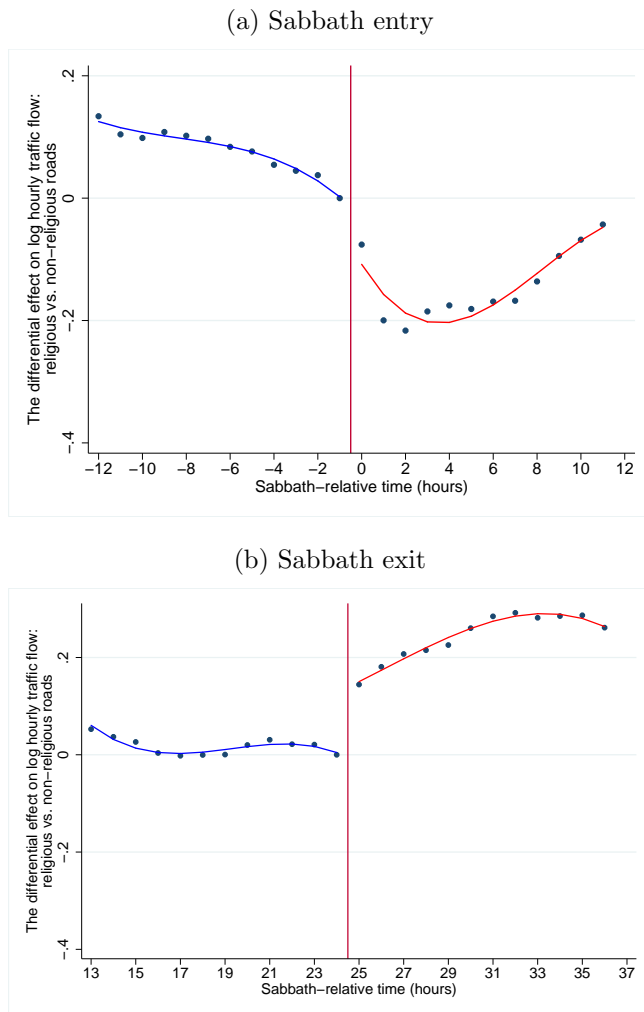 (a) Sabbath entry
The differential effect on log hourly traffic flow:
religious vs. non−religious roads
.2
0
−.2
−.4
−12 −10 −8 −6 −4 −2 0 2 4 6 8 10 12
Sabbath−relative time (hours)
(b) Sabbath exit
The differential effect on log hourly traffic flow:
religious vs. non−religious roads
.2
0
−.2
−.4
13 15 17 19 21 23 25 27 29 31 33 35 37
Sabbath−relative time (hours)